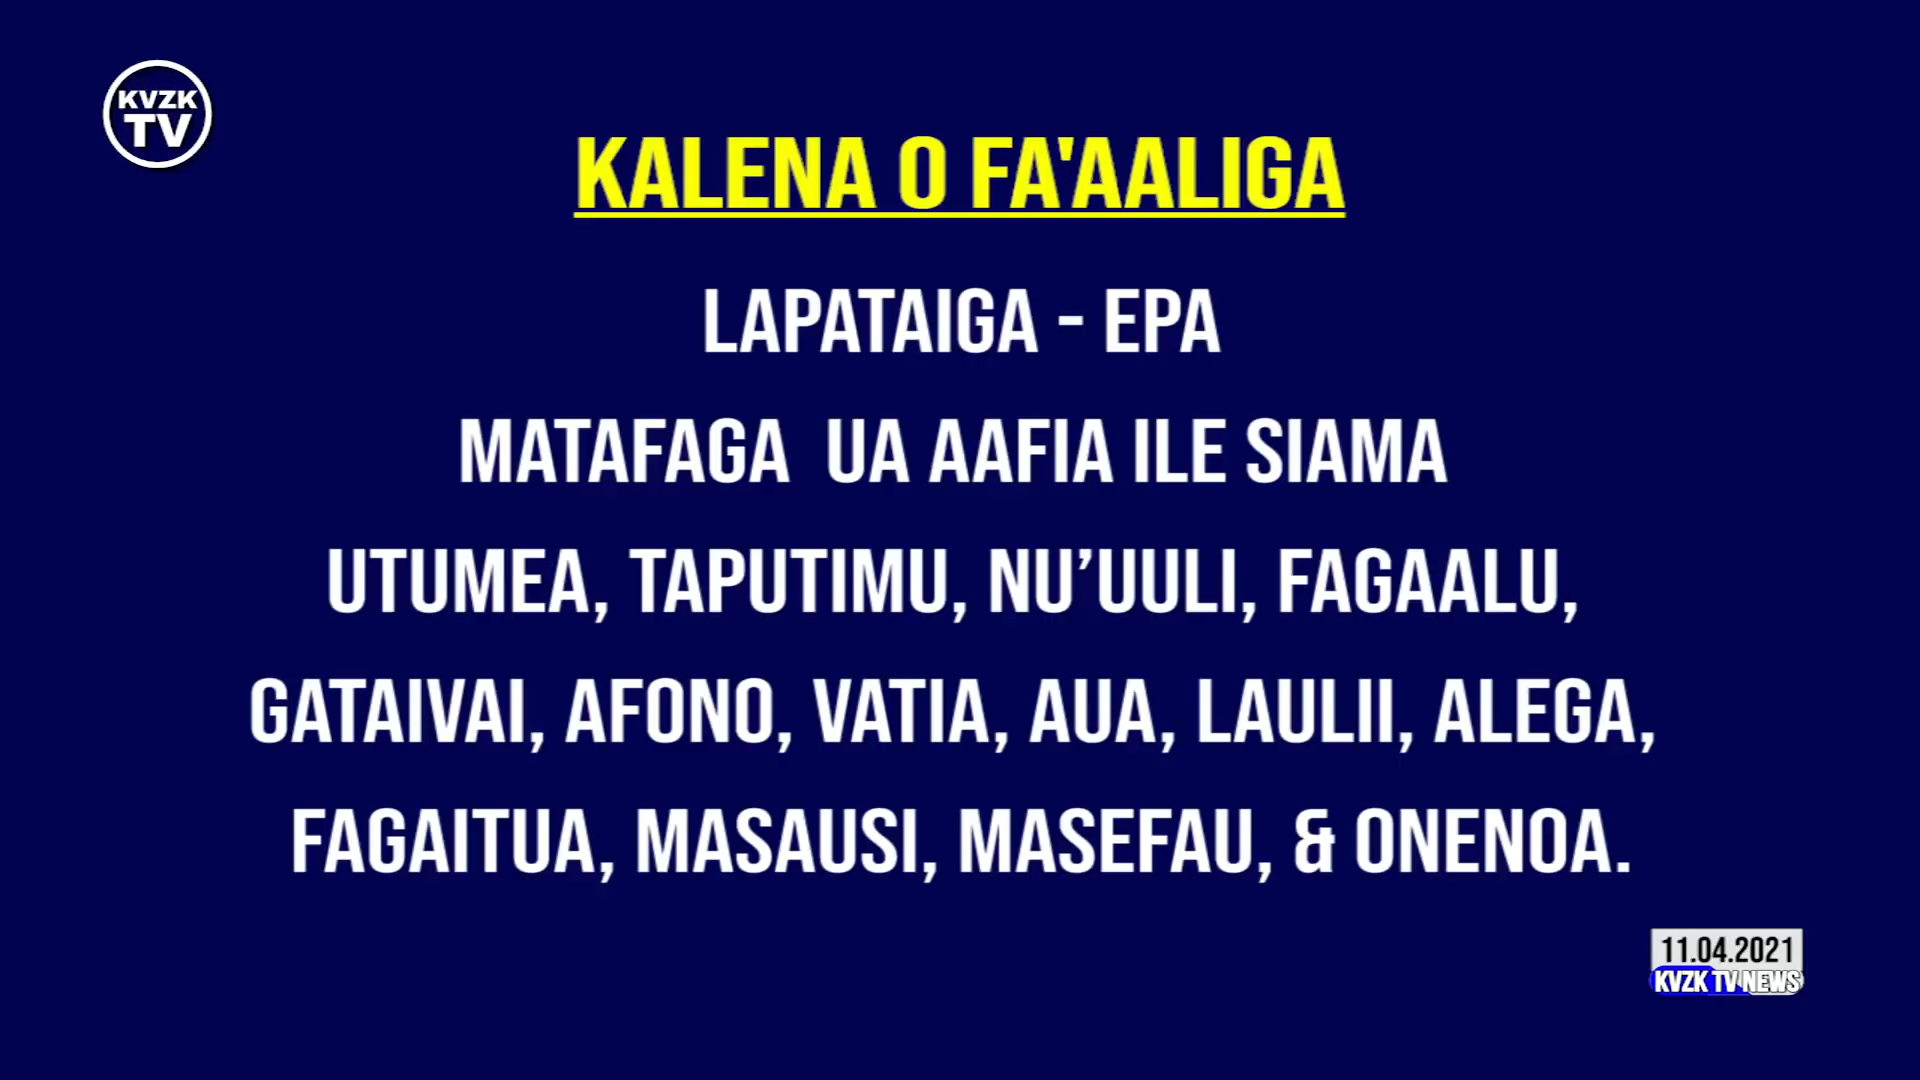 KVZK
TV
KALENA O FA'AALIGA
LAPATAIGA - EPA
MATAFAGA UA AAFIA ILE SIAMA
UTUMEA, TAPUTIMU, NU’UULI, FAGAALU,
GATAIVAI, AFONO, VATIA, AUA, LAULII, ALEGA,
FAGAITUA, MASAUSI, MASEFAU, & ONENOA.
11.04.2021
KVZK TV NEWS